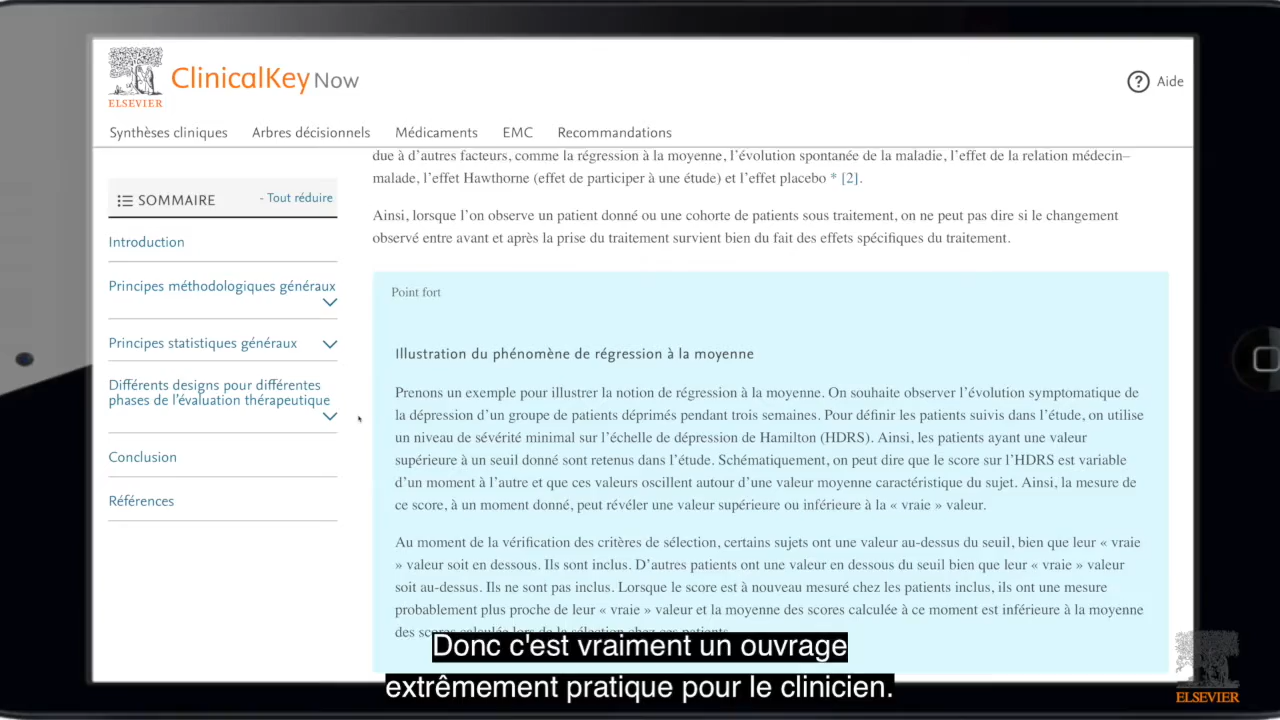 ELSEVIER
ClinicalKey Now
? Aide
Synthèses cliniques Arbres décisionnels Médicaments EMC Recommandations
SOMMAIRE - Tout réduire
Introduction
Principes méthodologiques généraux
Principes statistiques généraux
Différents designs pour différentes
phases de l’évaluation thérapeutique
Conclusion
Références
due à d’autres facteurs, comme la régression à la moyenne, l’évolution spontanée de la maladie, l’effet de la relation médecin–
malade, l’effet Hawthorne (effet de participer à une étude) et l’effet placebo * [2].
Ainsi, lorsque l’on observe un patient donné ou une cohorte de patients sous traitement, on ne peut pas dire si le changement
observé entre avant et après la prise du traitement survient bien du fait des effets spécifiques du traitement.
Point fort
Illustration du phénomène de régression à la moyenne
Prenons un exemple pour illustrer la notion de régression à la moyenne. On souhaite observer l’évolution symptomatique de
la dépression d’un groupe de patients déprimés pendant trois semaines. Pour définir les patients suivis dans l’étude, on utilise
un niveau de sévérité minimal sur l’échelle de dépression de Hamilton (HDRS). Ainsi, les patients ayant une valeur
supérieure à un seuil donné sont retenus dans l’étude. Schématiquement, on peut dire que le score sur l’HDRS est variable
d’un moment à l’autre et que ces valeurs oscillent autour d’une valeur moyenne caractéristique du sujet. Ainsi, la mesure de
ce score, à un moment donné, peut révéler une valeur supérieure ou inférieure à la « vraie » valeur.
Au moment de la vérification des critères de sélection, certains sujets ont une valeur au-dessus du seuil, bien que leur « vraie
» valeur soit en dessous. Ils sont inclus. D’autres patients ont une valeur en dessous du seuil bien que leur « vraie » valeur
soit au-dessus. Ils ne sont pas inclus. Lorsque le score est à nouveau mesuré chez les patients inclus, ils ont une mesure
probablement plus proche de leur « vraie » valeur et la moyenne des scores calculée à ce moment est inférieure à la moyenne
des
Donc c'est vraiment un ouvrage
extrêmement pratique pour le clinicien.
ELSEVIER